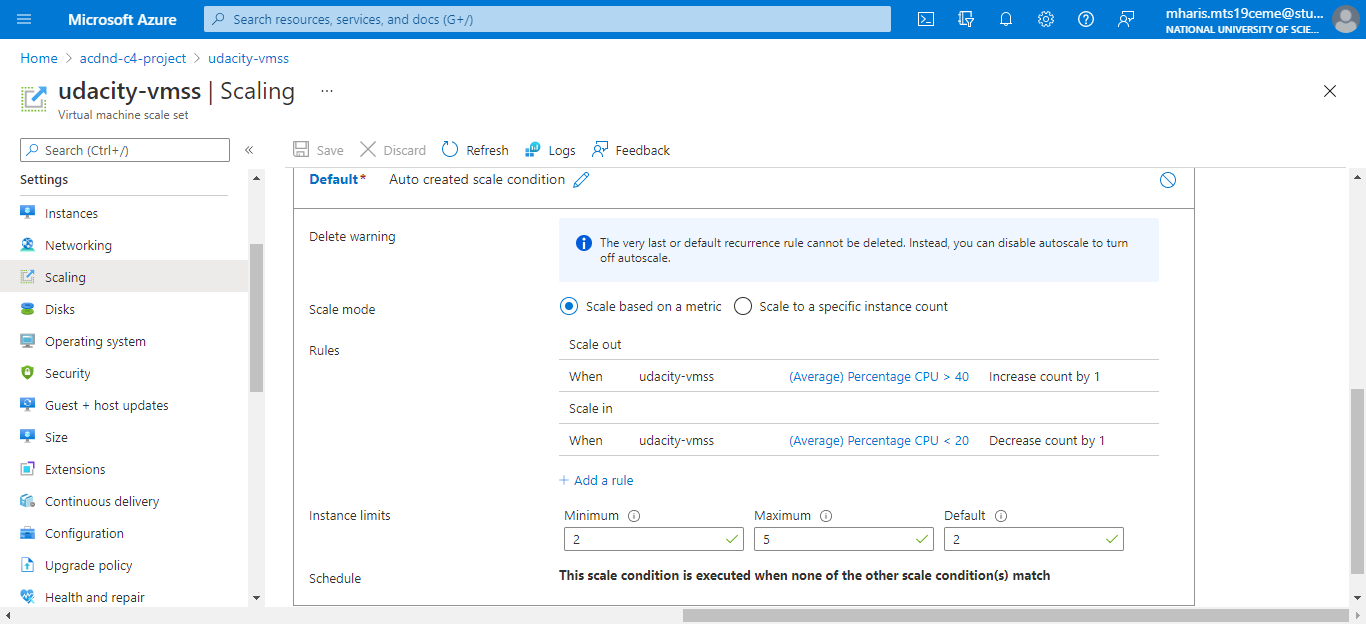 Microsoft Azure
Search resources, services, and docs (G+/)
mharis.mts19ceme@stu...
NATIONAL UNIVERSITY OF SCIE...
Home > acdnd-c4-project > udacity-vmss
udacity-vmss | Scaling ...
Virtual machine scale set
Search (Ctrl+/)
«
Save
Discard
Refresh
Logs
Feedback
Settings
Instances
Networking
Scaling
Disks
Operating system
Security
Guest + host updates
Size
Extensions
Continuous delivery
Configuration
Upgrade policy
Health and repair
Default* Auto created scale condition
Delete warning
The very last or default recurrence rule cannot be deleted. Instead, you can disable autoscale to turn
off autoscale.
Scale mode
Scale based on a metric
Scale to a specific instance count
Rules
Scale out
When udacity-vmss (Average) Percentage CPU > 40 Increase count by 1
Scale in
When udacity-vmss (Average) Percentage CPU < 20 Decrease count by 1
+ Add a rule
Instance limits
Minimum
2
Maximum
5
Default
2
Schedule
This scale condition is executed when none of the other scale condition(s) match